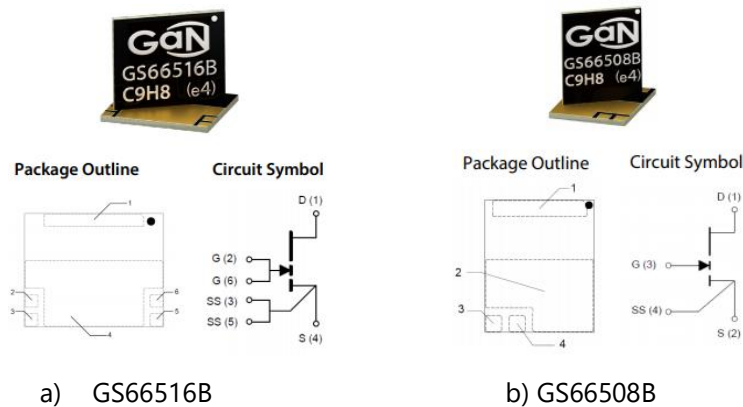 GaN
GS66516B
C9H8 (e4)
Package Outline
Circuit Symbol
1
2
3
4
6
5
D (1)
G (2)
G (6)
SS (3)
SS (5)
S (4)
a) GS66516B
GaN
GS66508B
C9H8 (e4)
Package Outline
Circuit Symbol
1
2
3
4
D (1)
G (3)
SS (4)
S (2)
b) GS66508B